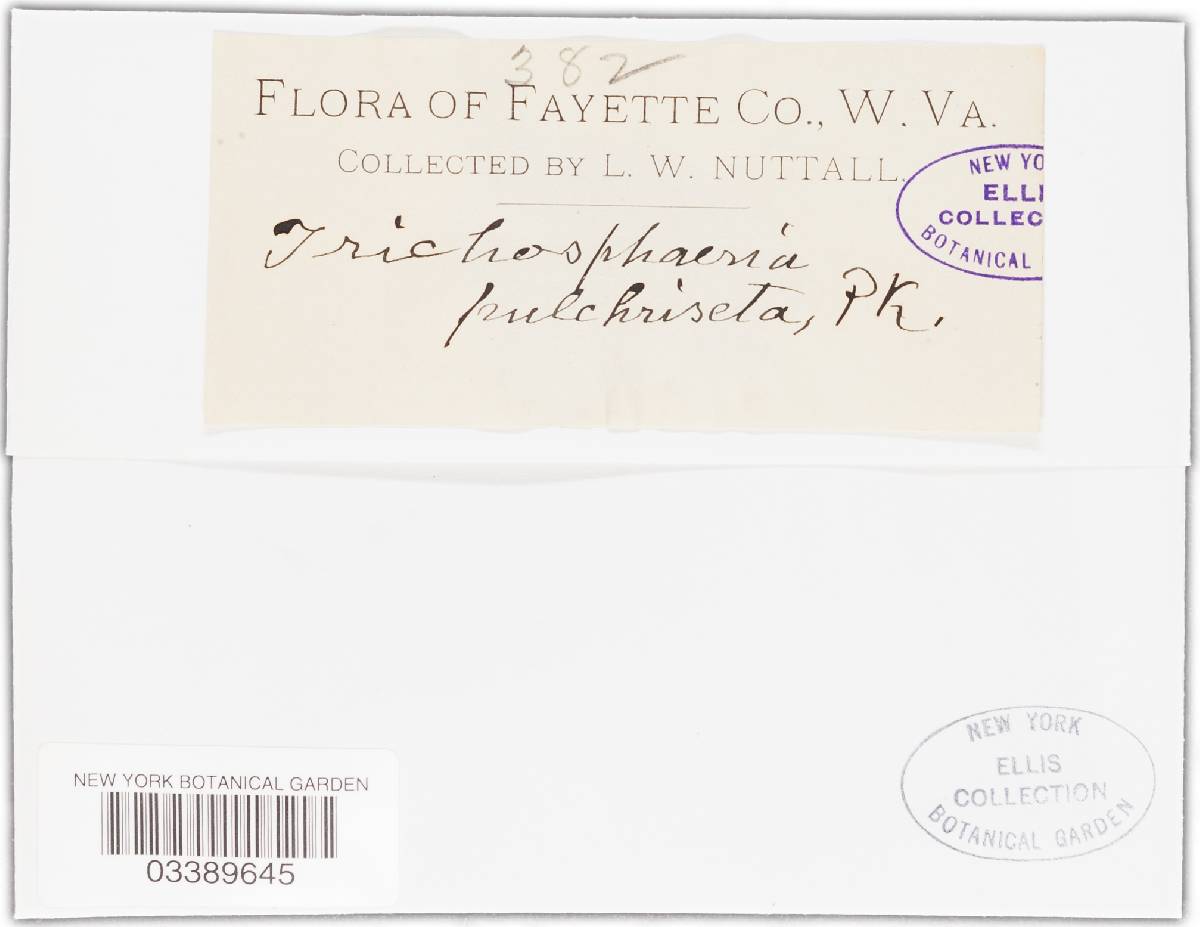 382
FLORA OF FAYETTE CO., W. VA.
COLLECTED BY L. W. NUTTALL.
NEW YO
ELLI
COLLEC
BOTANICAL
Trichosphaeria
pulchriseta, Pk.
NEW YORK
ELLIS
COLLECTION
BOTANICAL GARDEN
NEW YORK BOTANICAL GARDEN
03389645